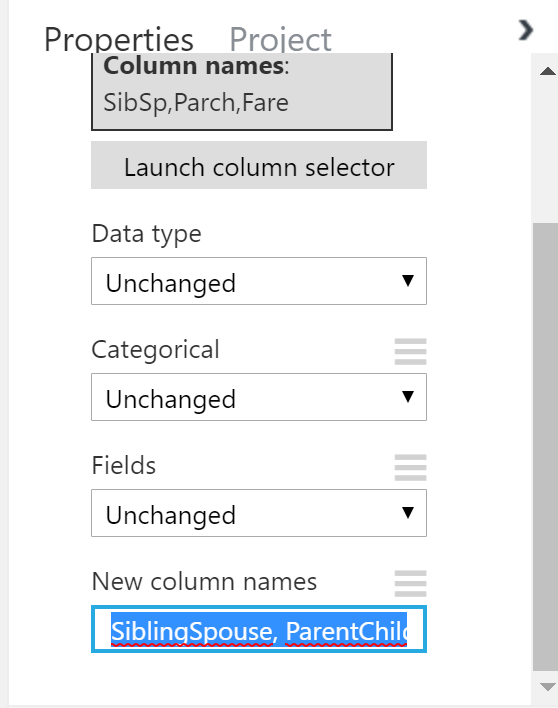 Properties Project
Column names:
SibSp,Parch,Fare
Launch column selector
Data type
Unchanged
Categorical
Unchanged
Fields
Unchanged
New column names
SiblingSpouse, ParentChild